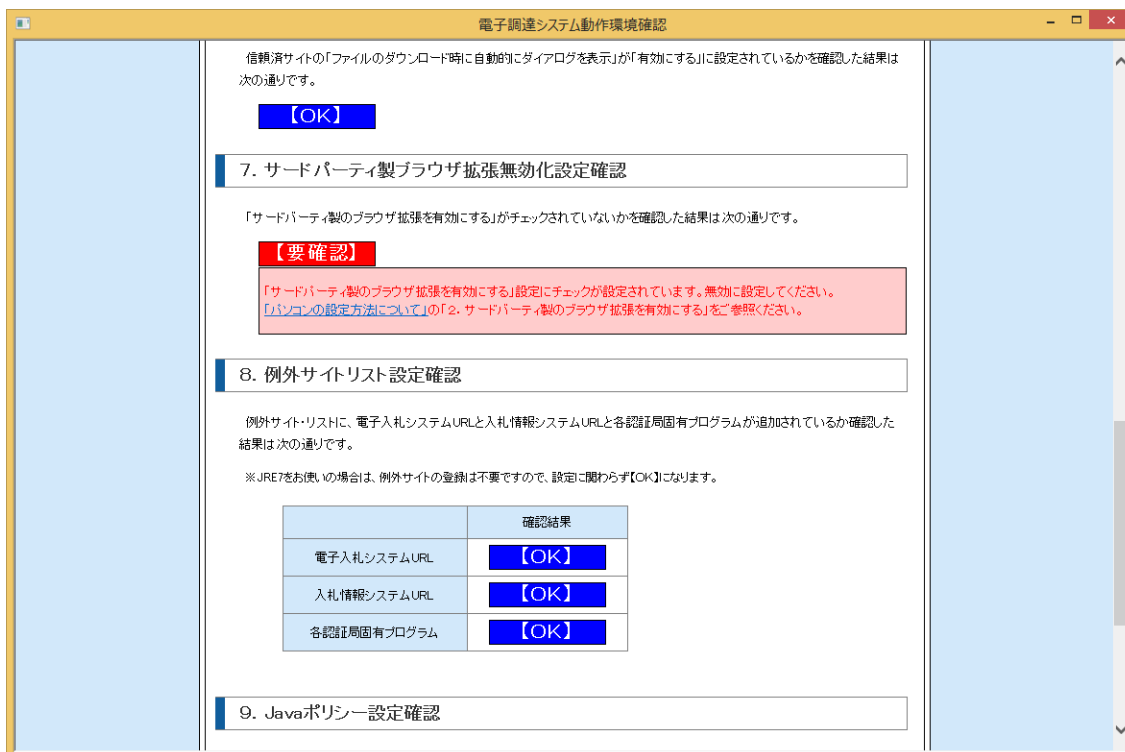 電子調達システム動作環境確認
信頼済サイトの「ファイルのダウンロード時に自動的にダイアログを表示」が「有効にする」に設定されているかを確認した結果は
次の通りです。
【OK】
7. サードパーティ製ブラウザ拡張無効化設定確認
「サードパーティ製のブラウザ拡張を有効にする」がチェックされていないかを確認した結果は次の通りです。
【要確認】
「サードパーティ製のブラウザ拡張を有効にする」設定にチェックが設定されています。無効に設定してください。
「パソコンの設定方法について」の「2. サードパーティ製のブラウザ拡張を有効にする」をご参照ください。
8. 例外サイトリスト設定確認
例外サイト・リストに、電子入札システムURLと入札情報システムURLと各認証局固有プログラムが追加されているか確認した
結果は次の通りです。
※JRE7をお使いの場合は、例外サイトの登録は不要ですので、設定に関わらず【OK】になります。
確認結果
電子入札システムURL 【OK】
入札情報システムURL 【OK】
各認証局固有プログラム 【OK】
9. Javaポリシー設定確認